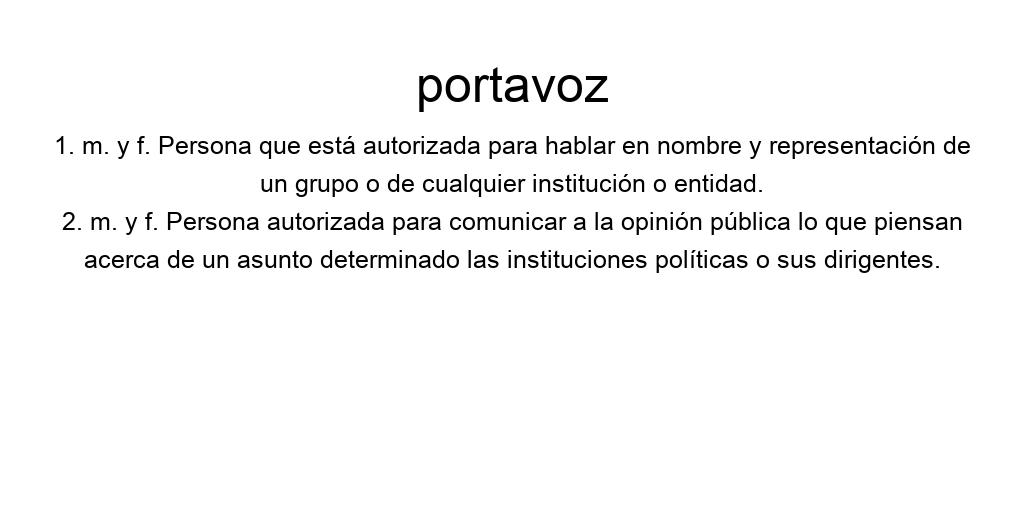 portavoz
1. m. y f. Persona que está autorizada para hablar en nombre y representación de
un grupo o de cualquier institución o entidad.
2. m. y f. Persona autorizada para comunicar a la opinión pública lo que piensan
acerca de un asunto determinado las instituciones políticas o sus dirigentes.